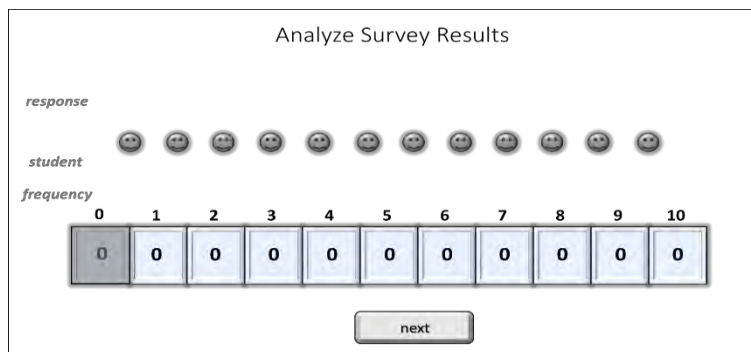 Analyze Survey Results
response
student
frequency
0 1 2 3 4 5 6 7 8 9 10
0 0 0 0 0 0 0 0 0 0 0
next